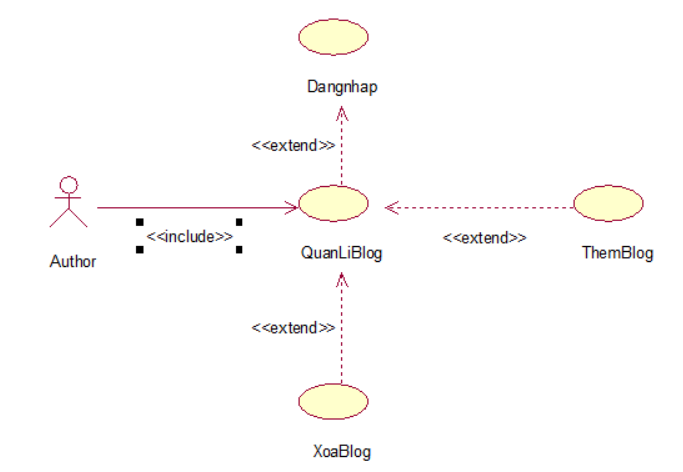 Dangnhap
<<extend>>
Author
<<include>>
QuanLiBlog
<<extend>>
ThemBlog
<<extend>>
XoaBlog